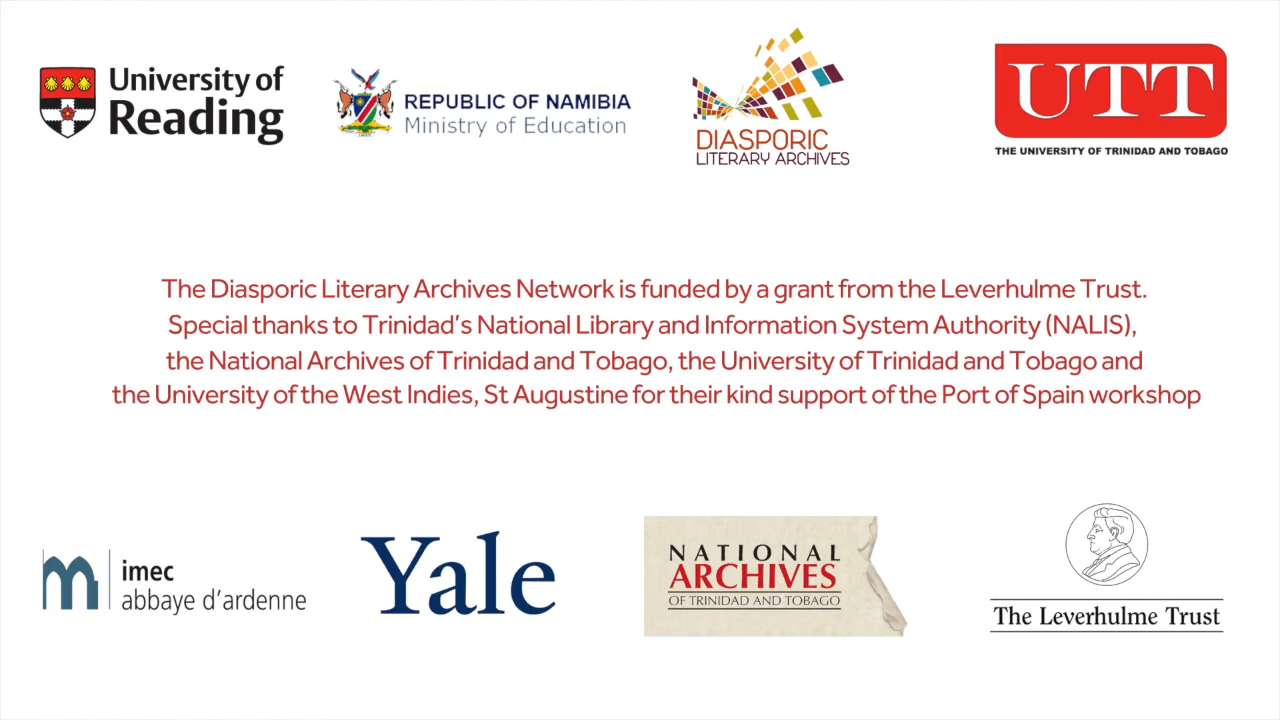 University of
Reading
REPUBLIC OF NAMIBIA
Ministry of Education
DIASPORIC
LITERARY ARCHIVES
UTT
THE UNIVERSITY OF TRINIDAD AND TOBAGO
The Diasporic Literary Archives Network is funded by a grant from the Leverhulme Trust.
Special thanks to Trinidad's National Library and Information System Authority (NALIS),
the National Archives of Trinidad and Tobago, the University of Trinidad and Tobago and
the University of the West Indies, St Augustine for their kind support of the Port of Spain workshop
imec
abbaye d'ardenne
Yale
NATIONAL
ARCHIVES
OF TRINIDAD AND TOBAGO
The Leverhulme Trust